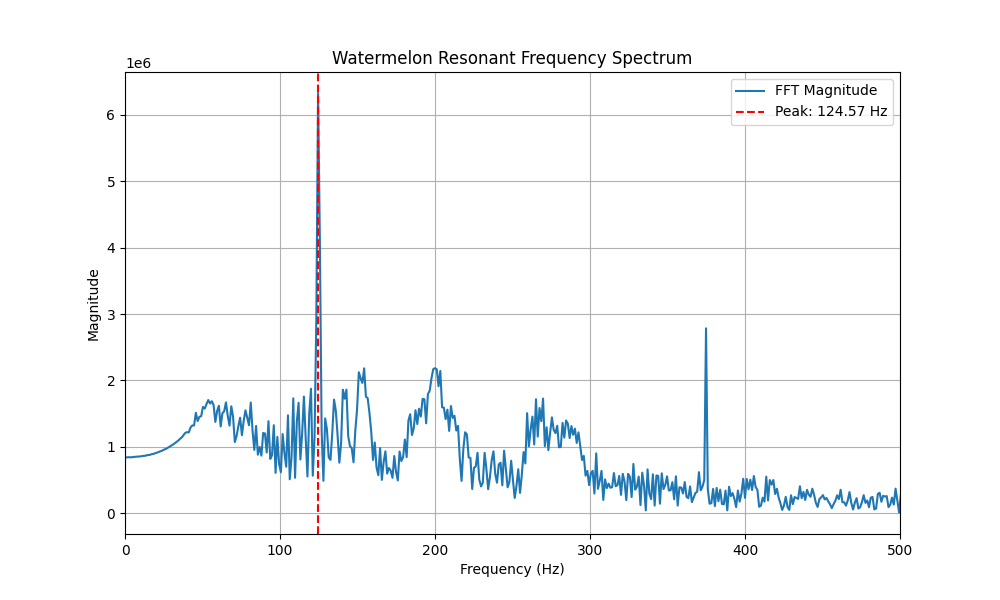 Watermelon Resonant Frequency Spectrum
1e6
FFT Magnitude
Peak: 124.57 Hz
6
5
4
3
2
1
0
Magnitude
0 100 200 300 400 500
Frequency (Hz)